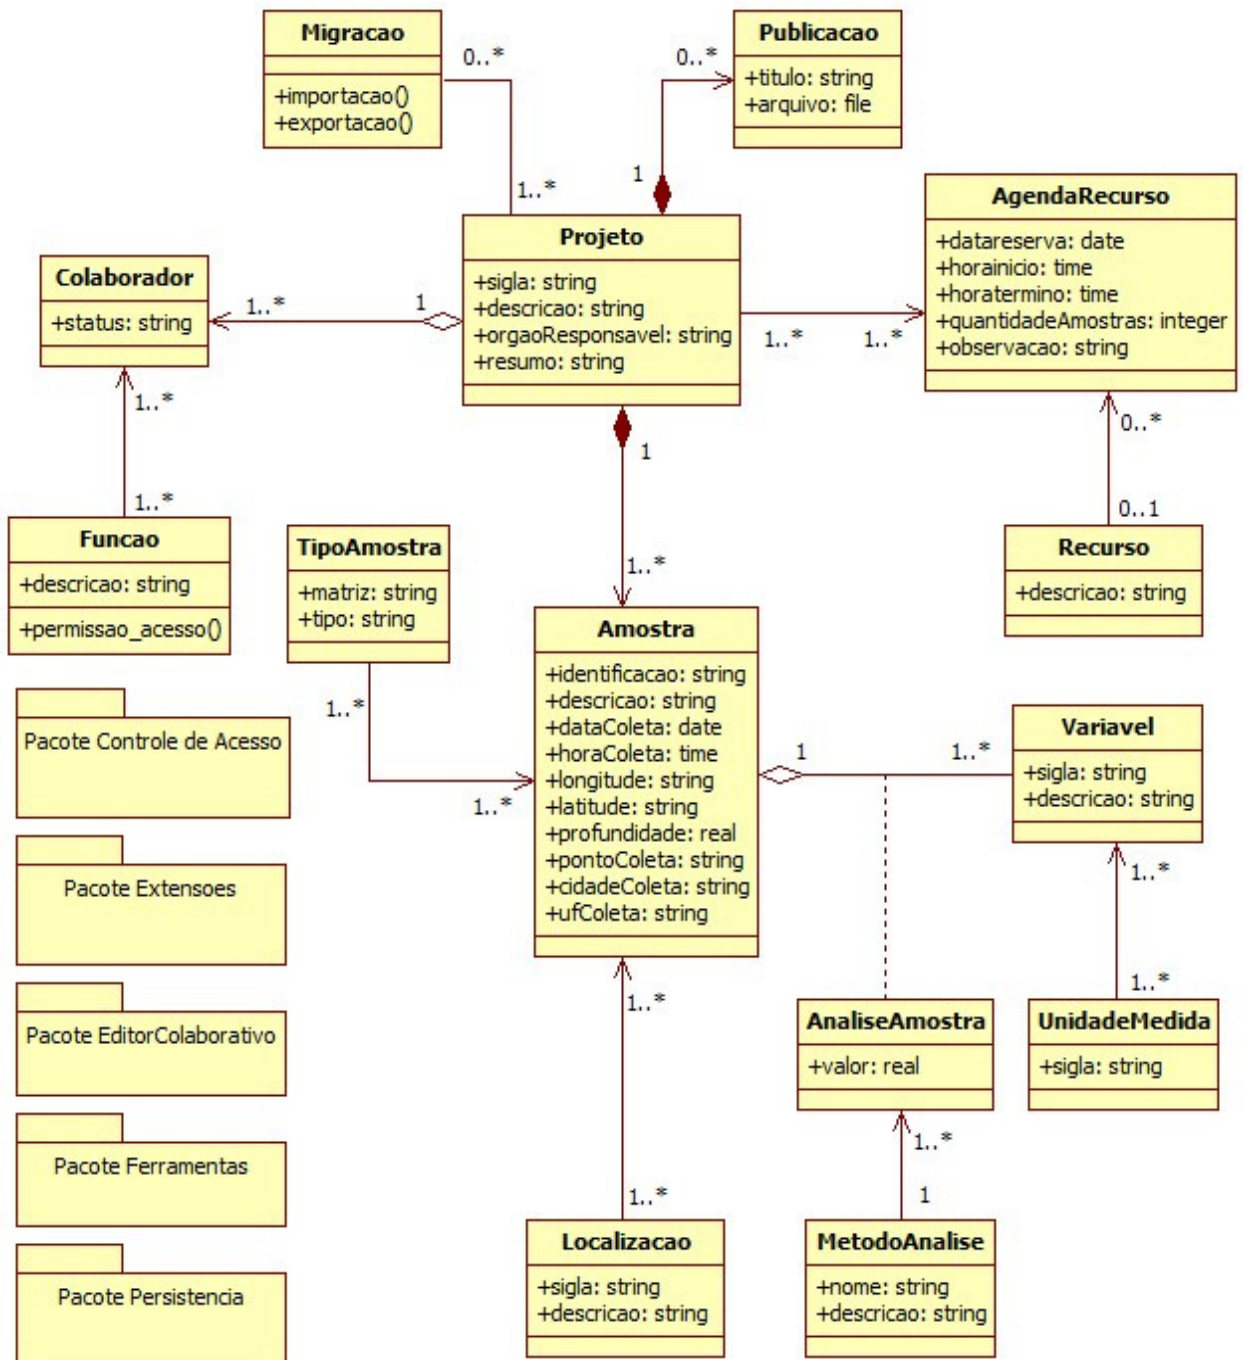 Migracao
+importacao()
+exportacao()
0..*
1..*
Publicacao
+titulo: string
+arquivo: file
0..*
1
Projeto
+sigla: string
+descricao: string
+orgaoResponsavel: string
+resumo: string
AgendaRecurso
+datareserva: date
+horainicio: time
+horatermino: time
+quantidadeAmostras: integer
+observacao: string
1..*
1..*
Colaborador
+status: string
1..*
1
1..*
1..*
Funcao
+descricao: string
+permissao_acesso()
1
1..*
0..*
0..1
Recurso
+descricao: string
TipoAmostra
+matriz: string
+tipo: string
1..*
1..*
Amostra
+identificacao: string
+descricao: string
+dataColeta: date
+horaColeta: time
+longitude: string
+latitude: string
+profundidade: real
+pontoColeta: string
+cidadeColeta: string
+ufColeta: string
1
1..*
Variavel
+sigla: string
+descricao: string
1..*
1..*
UnidadeMedida
+sigla: string
AnaliseAmostra
+valor: real
1..*
1
MetodoAnalise
+nome: string
+descricao: string
1..*
1..*
Localizacao
+sigla: string
+descricao: string
Pacote Controle de Acesso
Pacote Extensoes
Pacote EditorColaborativo
Pacote Ferramentas
Pacote Persistencia